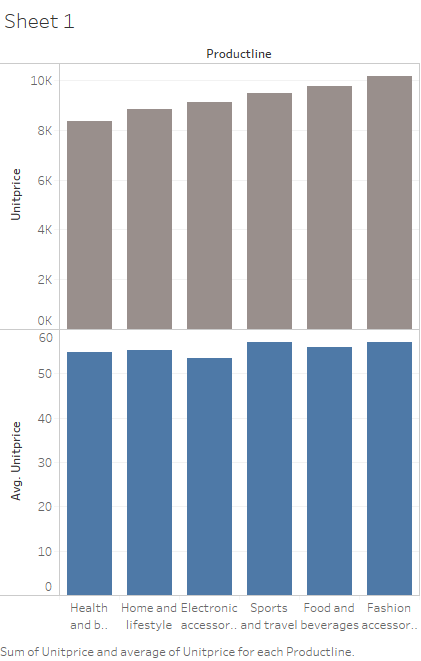 Sheet 1
Productline
10K
8K
6K
4K
2K
0K
Unitprice
60
50
40
30
20
10
0
Avg. Unitprice
Health
and b..
Home and
lifestyle
Electronic
accessor..
Sports
and travel
Food and
beverages
Fashion
accessor..
Sum of Unitprice and average of Unitprice for each Productline.